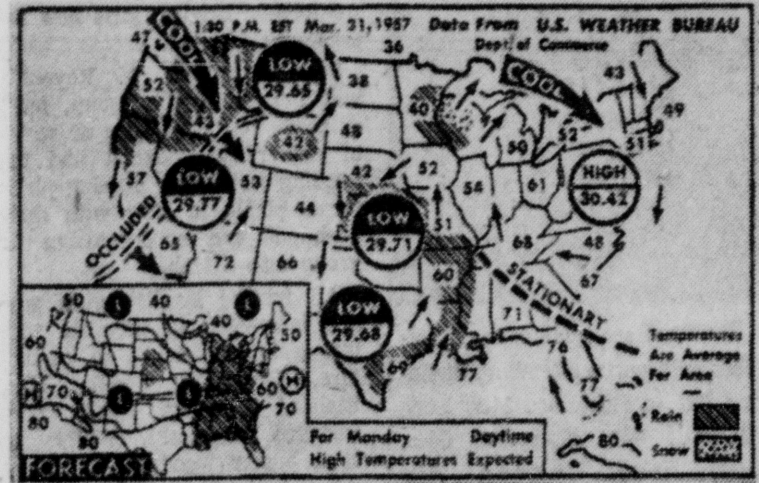 1:30 P.M. EST Mar. 31, 1957 Data From U.S. WEATHER BUREAU
Dept. of Commerce
47
COOL
36
LOW
29.65
38
COOL
43
52
43
40
49
42
48
50
52
51
57
LOW
29.77
53
42
52
54
61
HIGH
30.42
44
LOW
29.71
51
OCCLUDED
65
72
66
60
68
48
67
STATIONARY
LOW
29.68
69
77
71
76
77
80
Temperatures
Are Average
For Area
Rain
Snow
50
40
40
50
60
70
60
H
70
H
80
80
L
L
L
L
FORECAST
For Monday Daytime
High Temperatures Expected